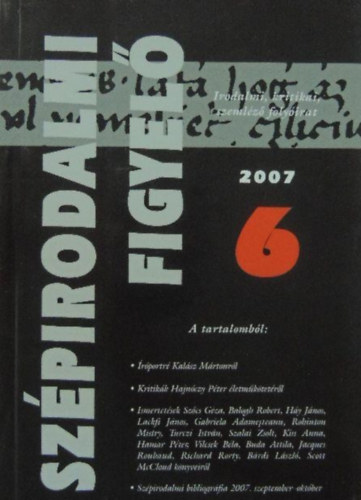 SZÉPIRODALMI
FIGYELŐ
Irodalmi, kritikai,
szemléző folyóirat
2007
6
A tartalomból:
• Íróportré Kalász Mártonról
• Kritikák Hajnóczy Péter életművéről
• Ismertetések Szőcs Géza, Balogh Robert, Háy János,
Lackfi János, Gabriela Adameşteanu, Rohinton
Mistry, Turczi István, Szalai Zsolt, Kiss Anna,
Hamar Péter, Vilcsek Béla, Buda Attila, Jacques
Roubaud, Richard Rorty, Bárdi László, Scott
McCloud könyveiről
• Szépirodalmi bibliográfia 2007. szeptember–október